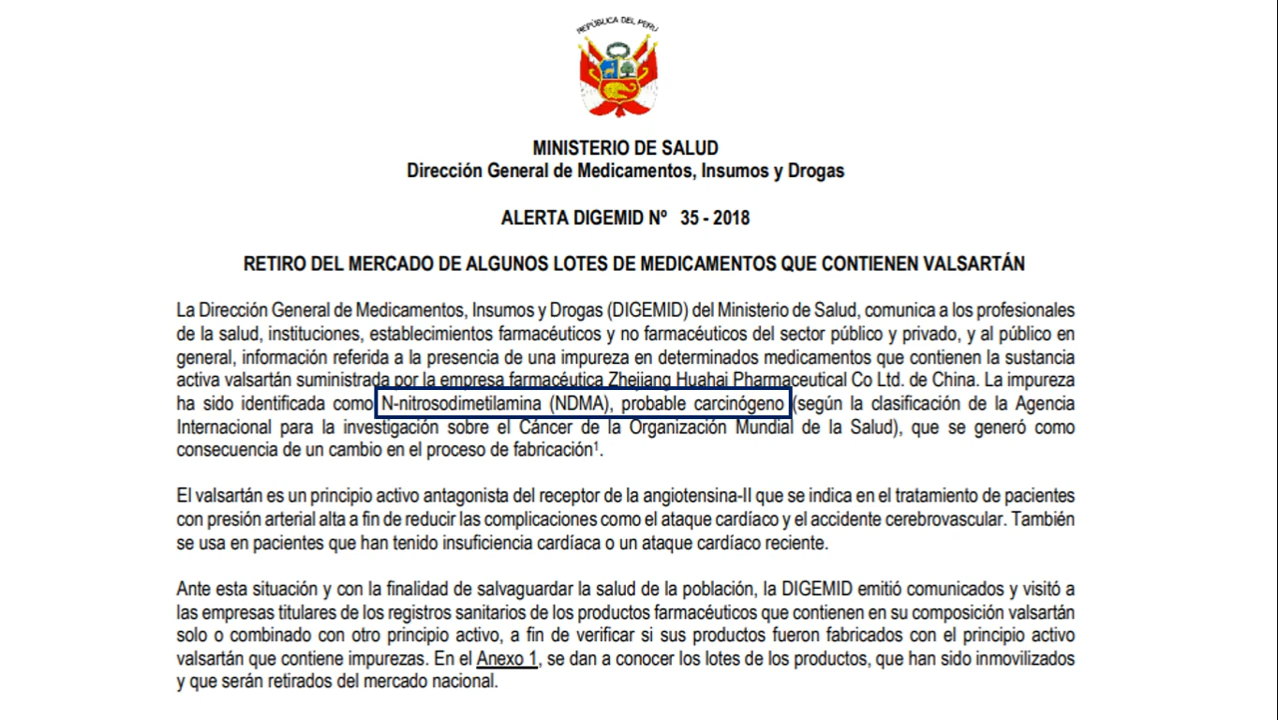 REPÚBLICA DEL PERU
MINISTERIO DE SALUD
Dirección General de Medicamentos, Insumos y Drogas
ALERTA DIGEMID Nº 35 - 2018
RETIRO DEL MERCADO DE ALGUNOS LOTES DE MEDICAMENTOS QUE CONTIENEN VALSARTÁN
La Dirección General de Medicamentos, Insumos y Drogas (DIGEMID) del Ministerio de Salud, comunica a los profesionales
de la salud, instituciones, establecimientos farmacéuticos y no farmacéuticos del sector público y privado, y al público en
general, información referida a la presencia de una impureza en determinados medicamentos que contienen la sustancia
activa valsartán suministrada por la empresa farmacéutica Zhejiang Huahai Pharmaceutical Co Ltd. de China. La impureza
ha sido identificada como N-nitrosodimetilamina (NDMA), probable carcinógeno (según la clasificación de la Agencia
Internacional para la investigación sobre el Cáncer de la Organización Mundial de la Salud), que se generó como
consecuencia de un cambio en el proceso de fabricación¹.
El valsartán es un principio activo antagonista del receptor de la angiotensina-II que se indica en el tratamiento de pacientes
con presión arterial alta a fin de reducir las complicaciones como el ataque cardíaco y el accidente cerebrovascular. También
se usa en pacientes que han tenido insuficiencia cardíaca o un ataque cardíaco reciente.
Ante esta situación y con la finalidad de salvaguardar la salud de la población, la DIGEMID emitió comunicados y visitó a
las empresas titulares de los registros sanitarios de los productos farmacéuticos que contienen en su composición valsartán
solo o combinado con otro principio activo, a fin de verificar si sus productos fueron fabricados con el principio activo
valsartán que contiene impurezas. En el Anexo 1, se dan a conocer los lotes de los productos, que han sido inmovilizados
y que serán retirados del mercado nacional.